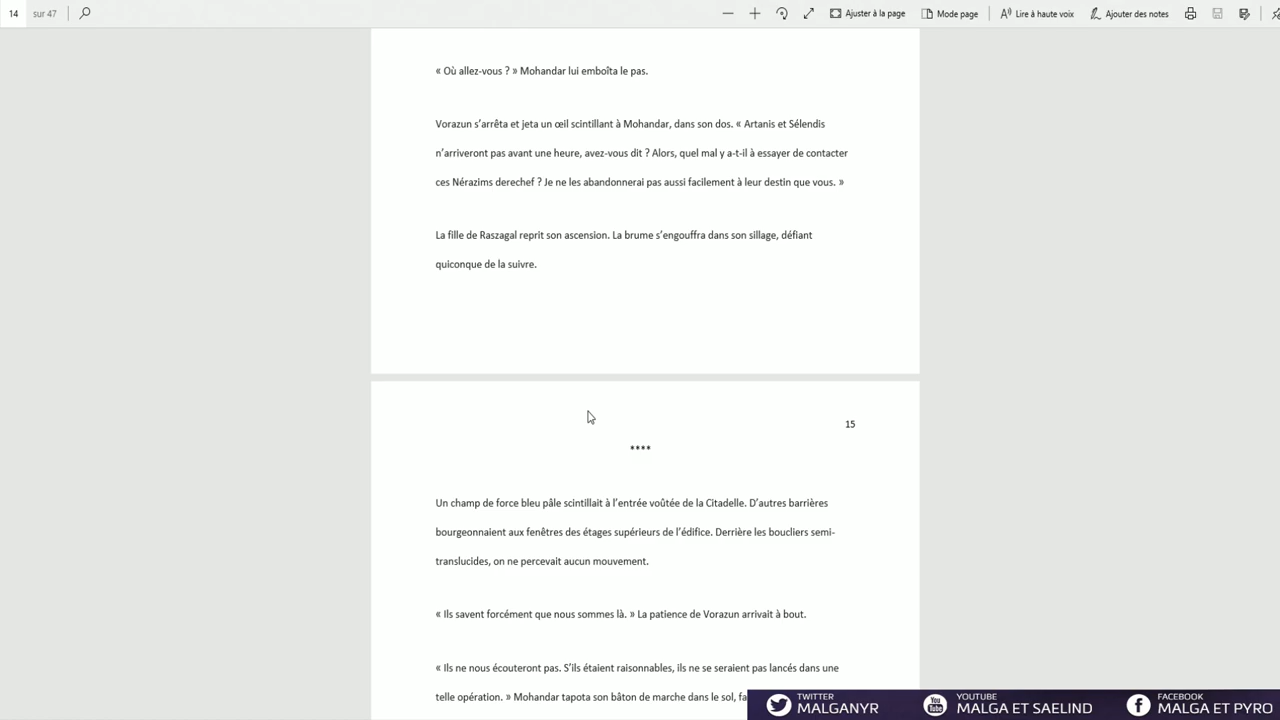 14 sur 47 Ajuster à la page Mode page Lire à haute voix Ajouter des notes
« Où allez-vous ? » Mohandar lui emboîta le pas.
Vorazun s’arrêta et jeta un œil scintillant à Mohandar, dans son dos. « Artanis et Sélendis
n’arriveront pas avant une heure, avez-vous dit ? Alors, quel mal y a-t-il à essayer de contacter
ces Nérazims derechef ? Je ne les abandonnerai pas aussi facilement à leur destin que vous. »
La fille de Raszagal reprit son ascension. La brume s’engouffra dans son sillage, défiant
quiconque de la suivre.
15
****
Un champ de force bleu pâle scintillait à l’entrée voûtée de la Citadelle. D’autres barrières
bourgeonnaient aux fenêtres des étages supérieurs de l’édifice. Derrière les boucliers semi-
translucides, on ne percevait aucun mouvement.
« Ils savent forcément que nous sommes là. » La patience de Vorazun arrivait à bout.
« Ils ne nous écouteront pas. S’ils étaient raisonnables, ils ne se seraient pas lancés dans une
telle opération. » Mohandar tapota son bâton de marche dans le sol, fa
TWITTER
MALGANYR
YOUTUBE
MALGA ET SAELIND
FACEBOOK
MALGA ET PYRO